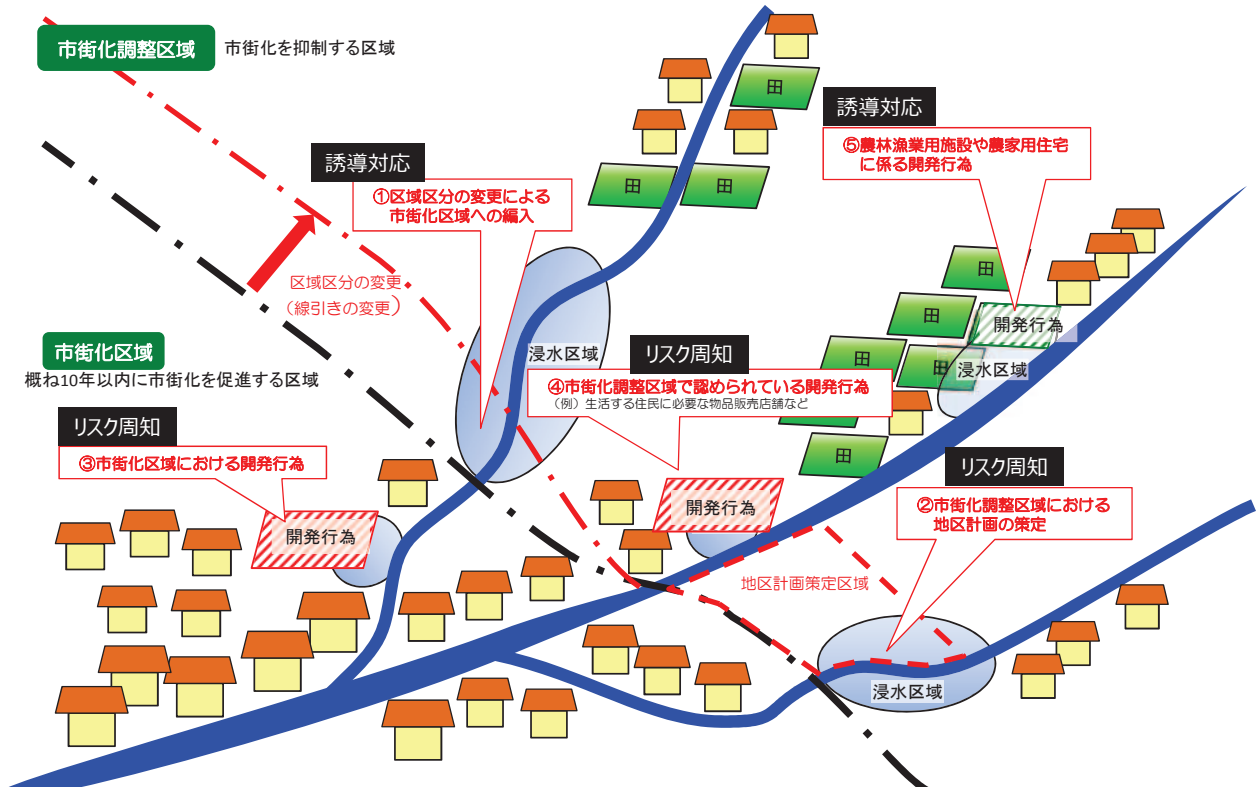 市街化調整区域
市街化を抑制する区域
田
誘導対応
⑤農林漁業用施設や農家用住宅
に係る開発行為
誘導対応
①区域区分の変更による
市街化区域への編入
田
田
区域区分の変更
（線引きの変更）
田
田
開発行為
市街化区域
概ね10年以内に市街化を促進する区域
浸水区域
リスク周知
④市街化調整区域で認められている開発行為
（例）生活する住民に必要な物品販売店舗など
田
田
浸水区域
リスク周知
③市街化区域における開発行為
田
リスク周知
②市街化調整区域における
地区計画の策定
開発行為
開発行為
地区計画策定区域
浸水区域